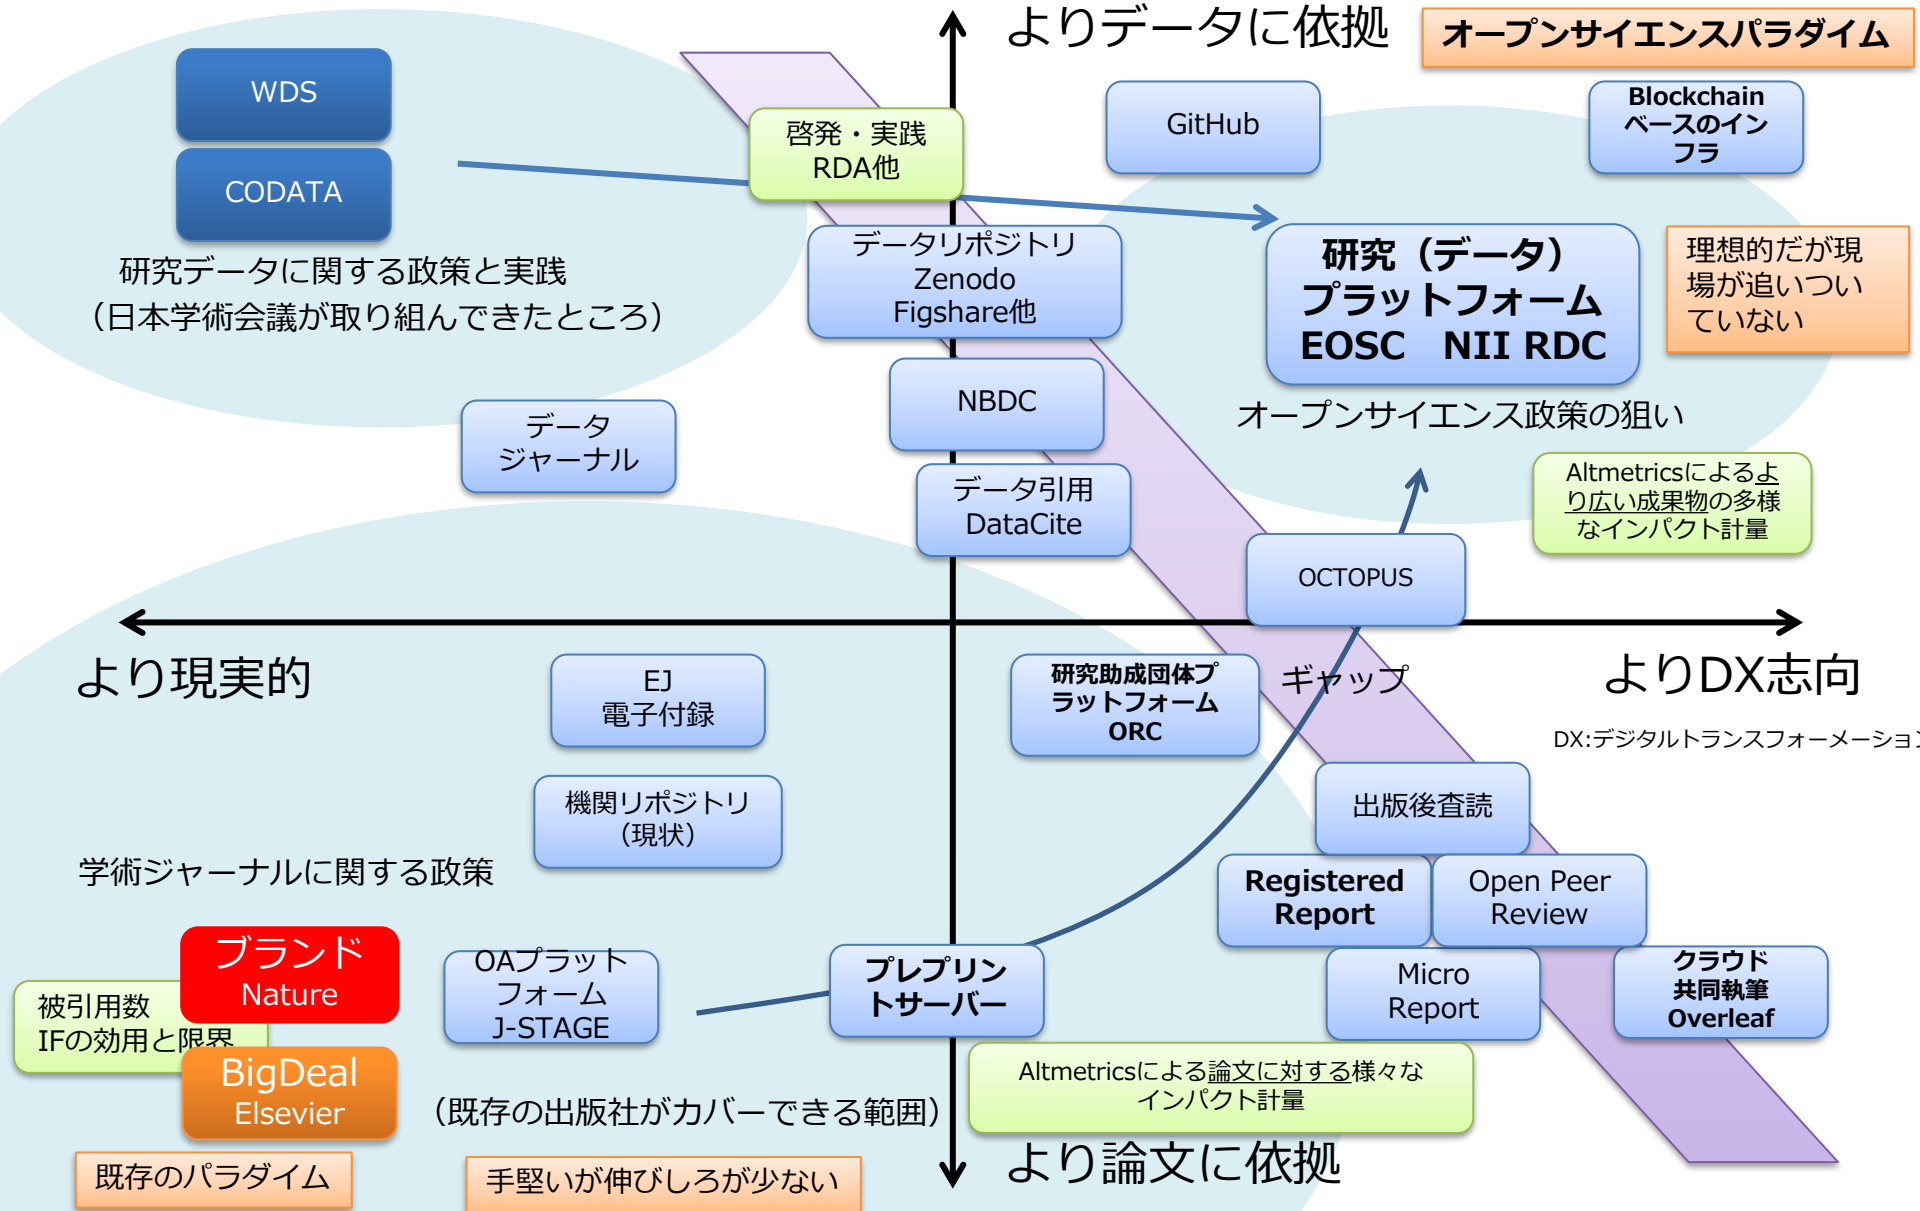 よりデータに依拠
オープンサイエンスパラダイム
WDS
CODATA
研究データに関する政策と実践
（日本学術会議が取り組んできたところ）
啓発・実践
RDA他
GitHub
Blockchain
ベースのイン
フラ
データリポジトリ
Zenodo
Figshare他
研究（データ）
プラットフォーム
EOSC　NII RDC
理想的だが現
場が追いつい
ていない
NBDC
オープンサイエンス政策の狙い
データ
ジャーナル
データ引用
DataCite
Altmetricsによるよ
り広い成果物の多様
なインパクト計量
OCTOPUS
より現実的
EJ
電子付録
研究助成団体プ
ラットフォーム
ORC
ギャップ
よりDX志向
DX:デジタルトランスフォーメーション
機関リポジトリ
（現状）
出版後査読
学術ジャーナルに関する政策
Registered
Report
Open Peer
Review
ブランド
Nature
被引用数
IFの効用と限界
OAプラット
フォーム
J-STAGE
プレプリン
トサーバー
Micro
Report
クラウド
共同執筆
Overleaf
BigDeal
Elsevier
（既存の出版社がカバーできる範囲）
Altmetricsによる論文に対する様々な
インパクト計量
より論文に依拠
既存のパラダイム
手堅いが伸びしろが少ない